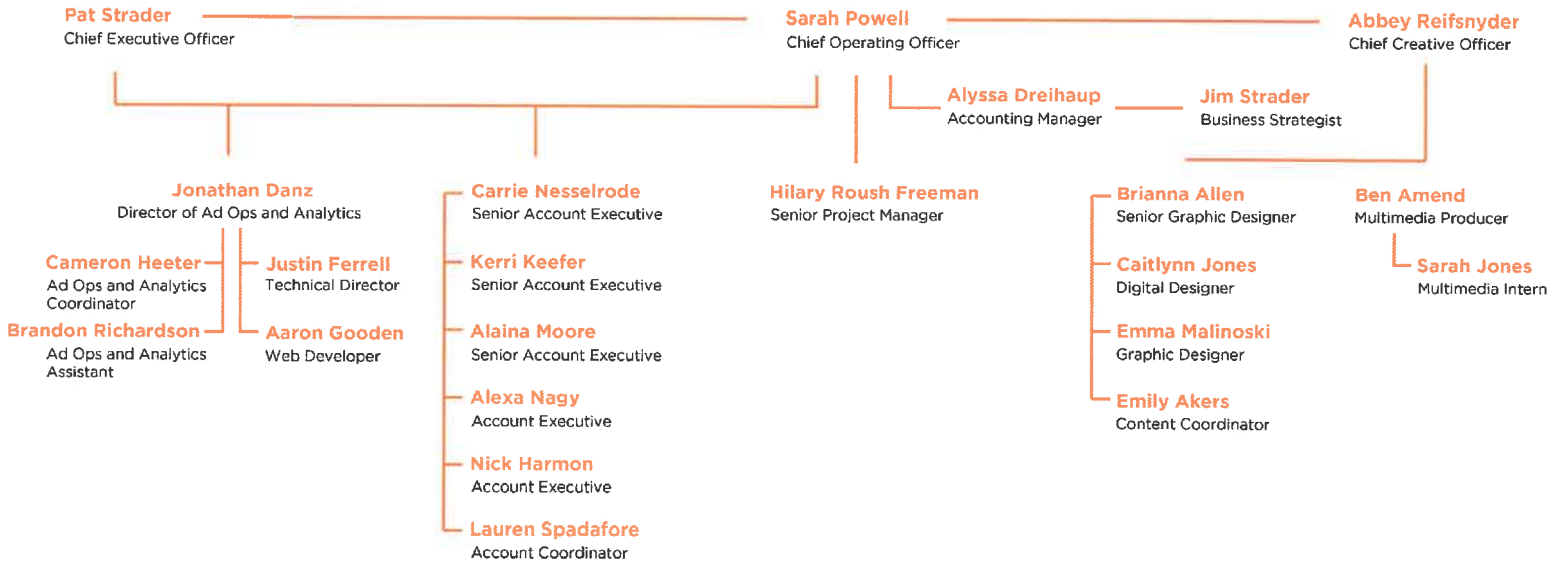 Pat Strader
Chief Executive Officer
Sarah Powell
Chief Operating Officer
Abbey Reifsnyder
Chief Creative Officer
Alyssa Dreihaup
Accounting Manager
Jim Strader
Business Strategist
Jonathan Danz
Director of Ad Ops and Analytics
Cameron Heeter
Ad Ops and Analytics
Coordinator
Brandon Richardson
Ad Ops and Analytics
Assistant
Justin Ferrell
Technical Director
Aaron Gooden
Web Developer
Carrie Nesselrode
Senior Account Executive
Kerri Keefer
Senior Account Executive
Alaina Moore
Senior Account Executive
Alexa Nagy
Account Executive
Nick Harmon
Account Executive
Lauren Spadafore
Account Coordinator
Hilary Roush Freeman
Senior Project Manager
Brianna Allen
Senior Graphic Designer
Caitlynn Jones
Digital Designer
Emma Malinoski
Graphic Designer
Emily Akers
Content Coordinator
Ben Amend
Multimedia Producer
Sarah Jones
Multimedia Intern